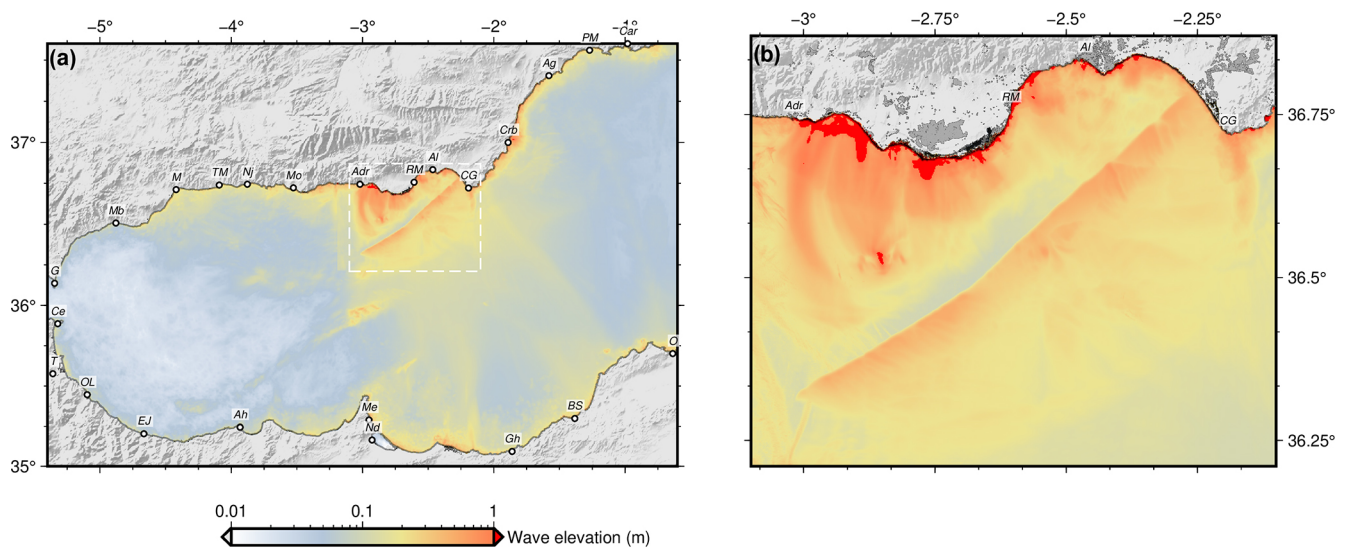 −5° −4° −3° −2° −1°
(a)
PM
Car
Ag
37°
Crb
M
TM
Nj
Mo
Adr
RM
Al
CG
Mb
G
36°
Ce
T
OL
EJ
Ah
Me
Nd
Gh
BS
O
35°
0.01 0.1 1
Wave elevation (m)
−3° −2.75° −2.5° −2.25°
(b)
Al
RM
Adr
CG
36.75°
36.5°
36.25°